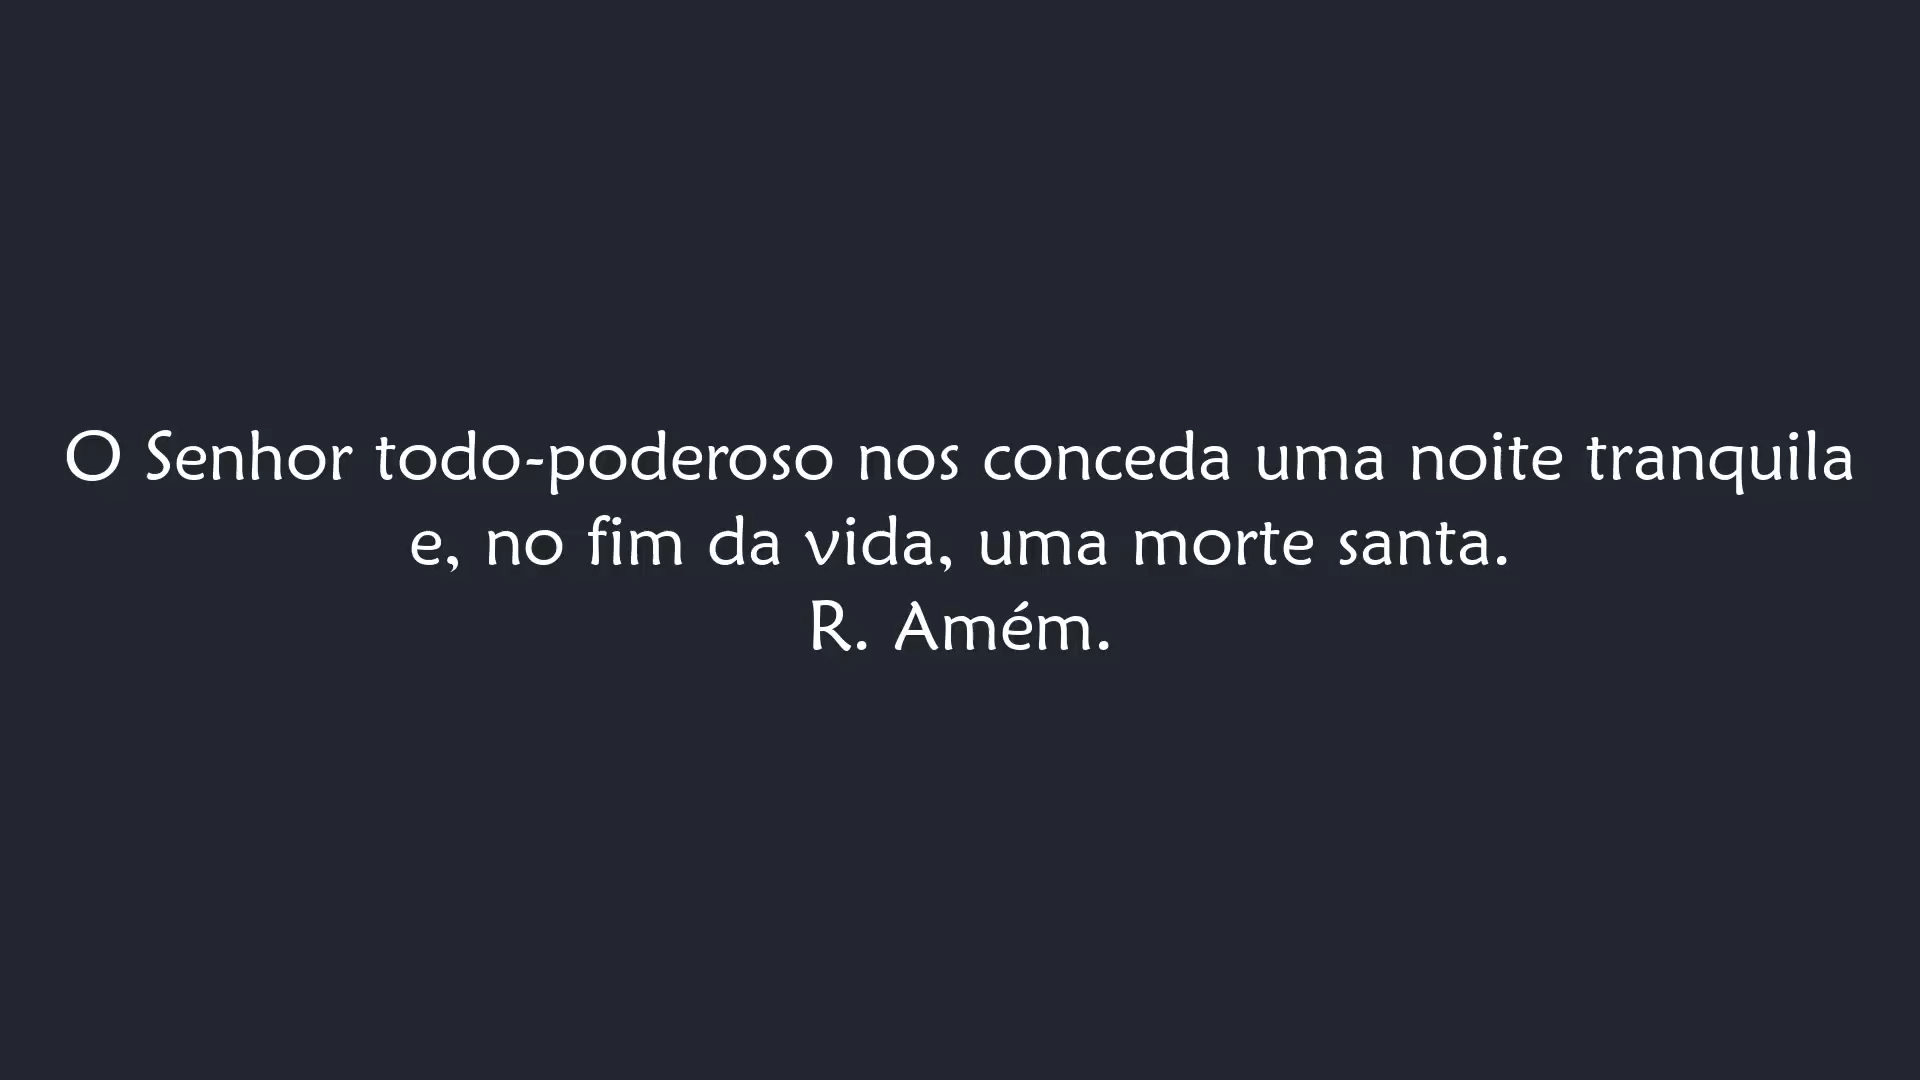 O Senhor todo-poderoso nos conceda uma noite tranquila
e, no fim da vida, uma morte santa.
R. Amém.